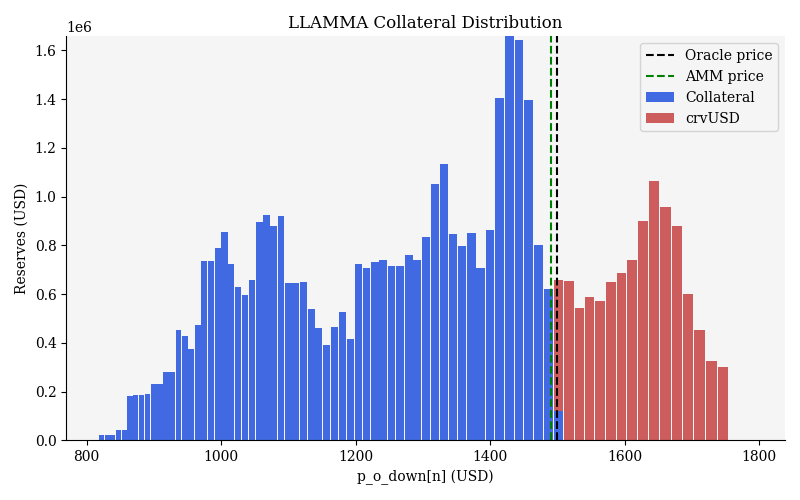 LLAMMA Collateral Distribution
1e6
1.6
1.4
1.2
1.0
0.8
0.6
0.4
0.2
0.0
Reserves (USD)
Oracle price
AMM price
Collateral
crvUSD
800 1000 1200 1400 1600 1800
p_o_down[n] (USD)